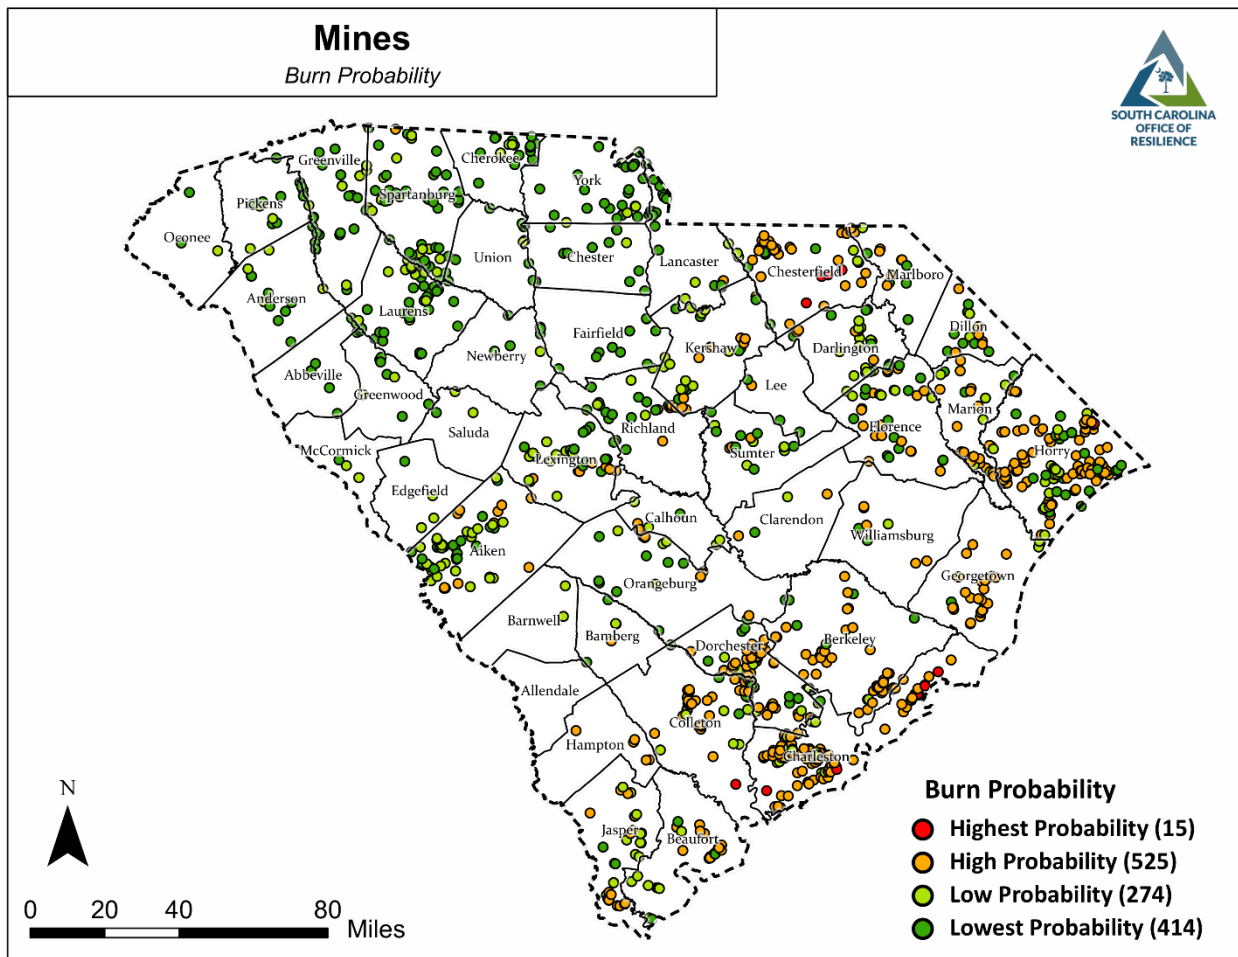 Mines
Burn Probability
SOUTH CAROLINA
OFFICE OF
RESILIENCE
Cherokee
Greenville
York
Spartanburg
Pickens
Oconee
Union
Chester
Lancaster
Chesterfield
Marlboro
Anderson
Laurens
Dillon
Fairfield
Kershaw
Darlington
Newberry
Abbeville
Lee
Greenwood
Marion
Saluda
Richland
Florence
McCormick
Lexington
Sumter
Horry
Edgefield
Calhoun
Clarendon
Williamsburg
Aiken
Orangeburg
Georgetown
Barnwell
Bamberg
Dorchester
Berkeley
Allendale
Colleton
Hampton
Charleston
Jasper
Beaufort
N
0 20 40 80 Miles
Burn Probability
Highest Probability (15)
High Probability (525)
Low Probability (274)
Lowest Probability (414)